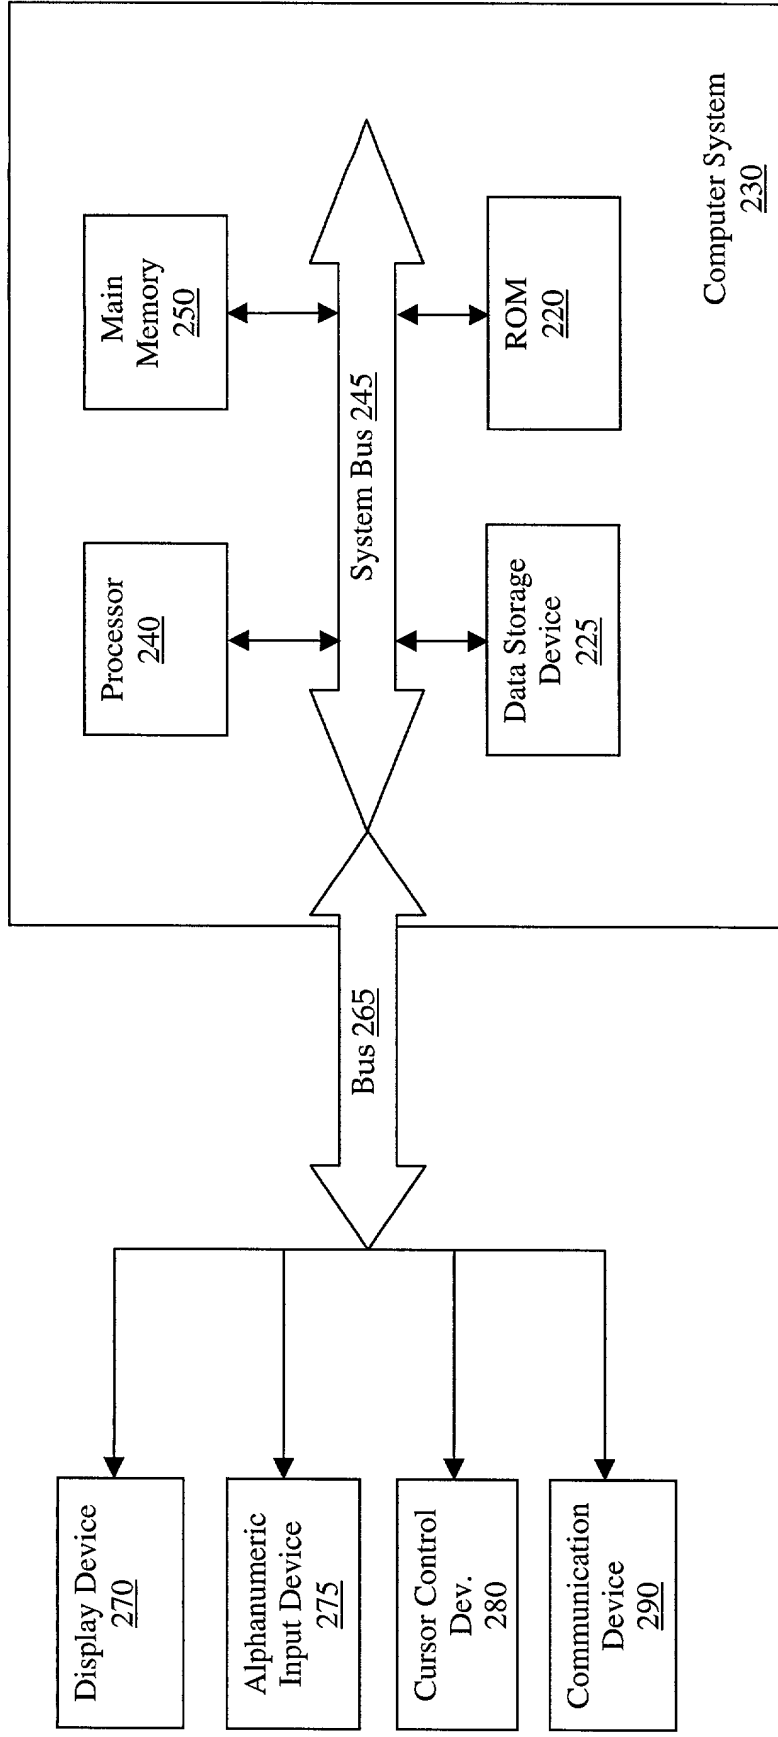 Display Device
270
Alphanumeric
Input Device
275
Cursor Control
Dev.
280
Communication
Device
290
Bus 265
Processor
240
Main
Memory
250
System Bus 245
Data Storage
Device
225
ROM
220
Computer System
230